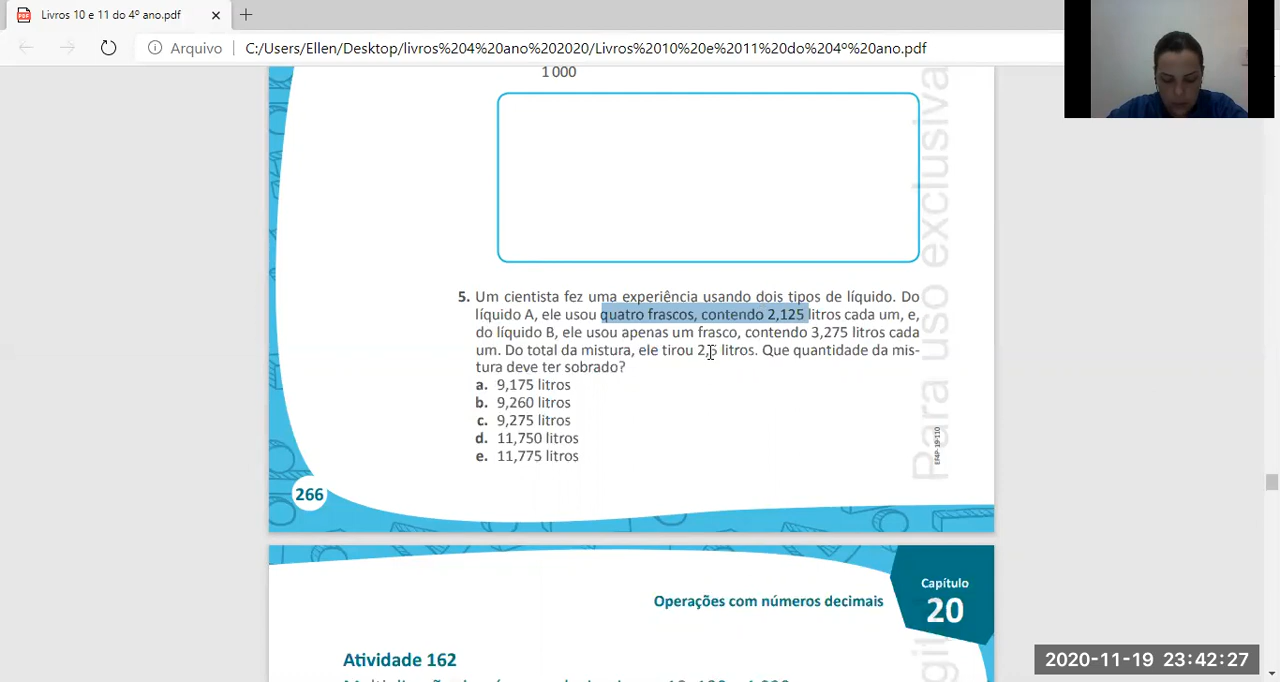 Livros 10 e 11 do 4º ano.pdf
Arquivo
C:/Users/Ellen/Desktop/livros%204%20ano%202020/Livros%2010%20e%2011%20do%204º%20ano.pdf
1 000
5. Um cientista fez uma experiência usando dois tipos de líquido. Do
líquido A, ele usou quatro frascos, contendo 2,125 litros cada um, e,
do líquido B, ele usou apenas um frasco, contendo 3,275 litros cada
um. Do total da mistura, ele tirou litros. Que quantidade da mis-
tura deve ter sobrado?
a. 9,175 litros
b. 9,260 litros
c. 9,275 litros
d. 11,750 litros
e. 11,775 litros
Para uso exclusiva
EF4P-19-110
266
Capítulo
Operações com números decimais
20
Atividade 162
2020-11-19 23:42:27